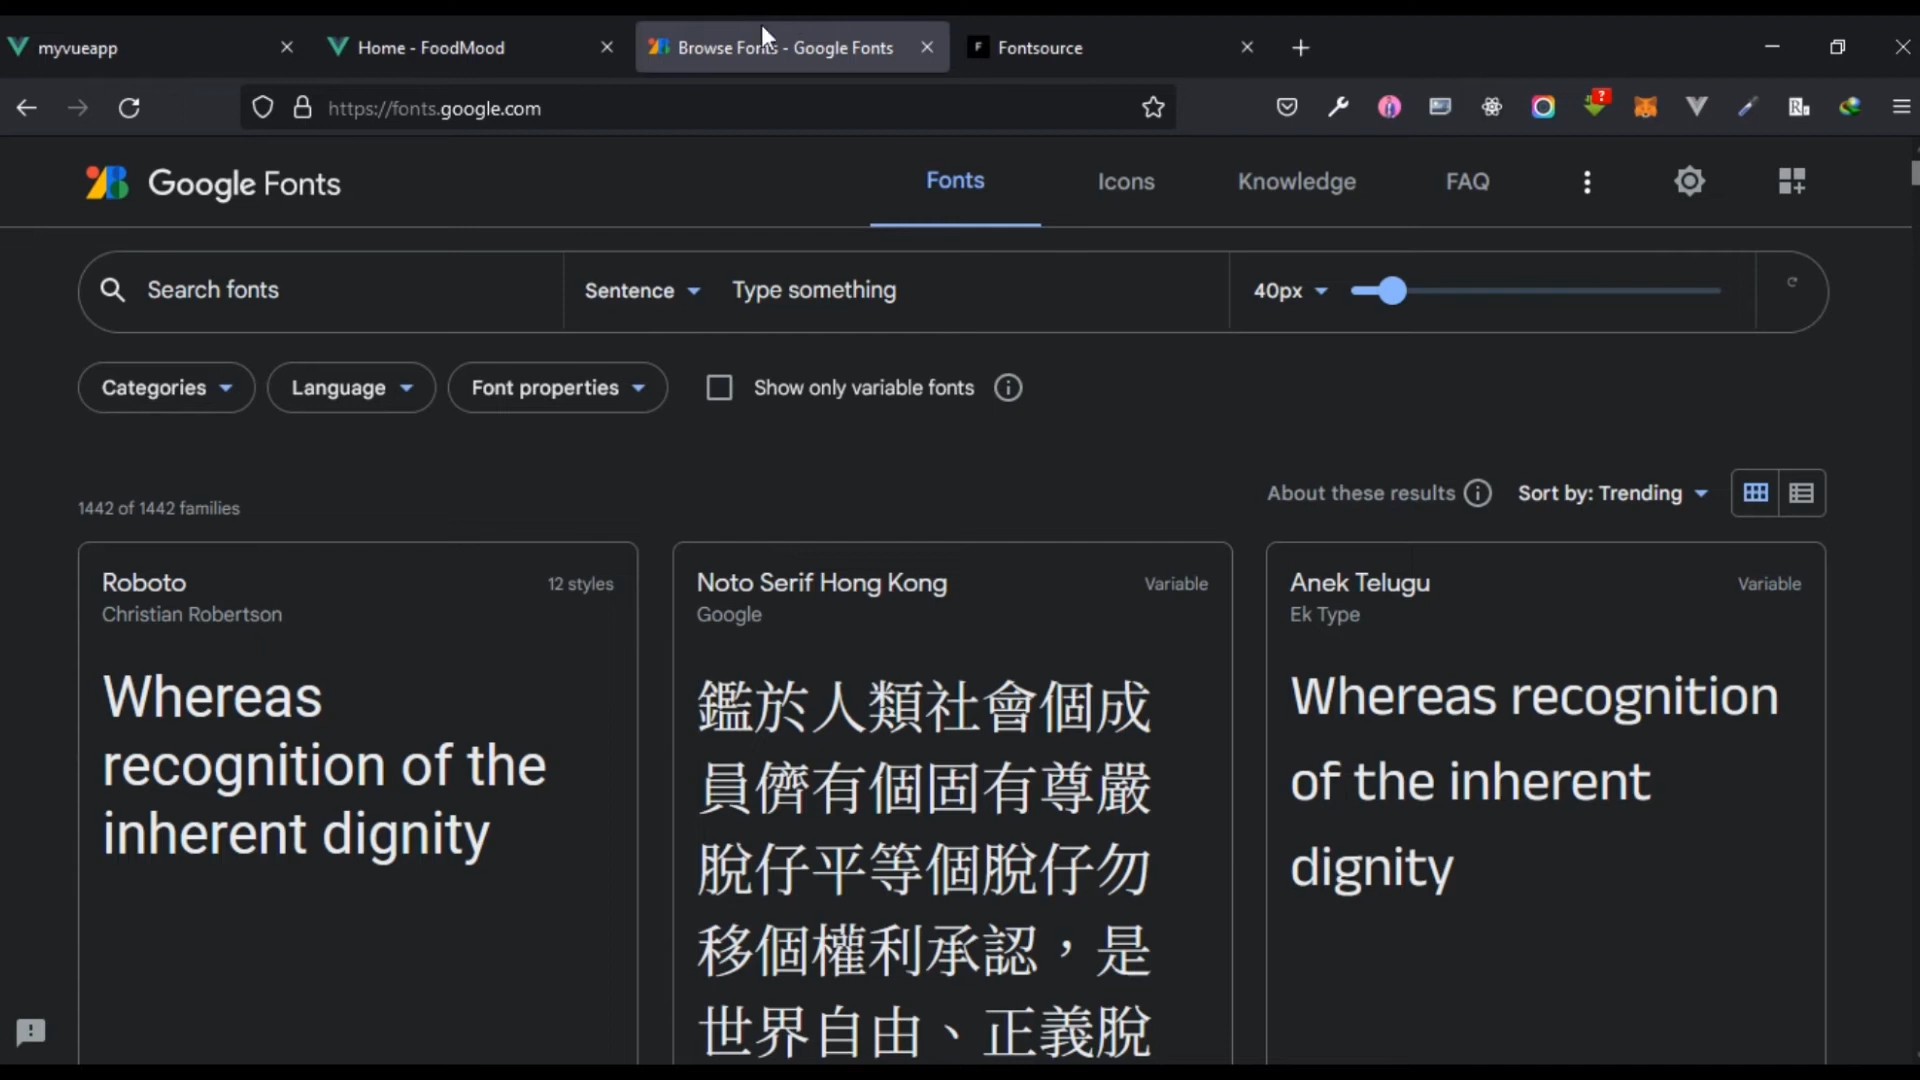 myvueapp
Home - FoodMood
Browse Fonts - Google Fonts
Fontsource
https://fonts.google.com
?
Google Fonts
Fonts
Icons
Knowledge
FAQ
Search fonts
Sentence
Type something
40px
Categories
Language
Font properties
Show only variable fonts
1442 of 1442 families
About these results
Sort by: Trending
Roboto
12 styles
Christian Robertson
Whereas
recognition of the
inherent dignity
Noto Serif Hong Kong
Variable
Google
鑑於人類社會個成
員儕有個固有尊嚴
脫仔平等個脫仔勿
移個權利承認，是
世界自由、正義脫
Anek Telugu
Variable
Ek Type
Whereas recognition
of the inherent
dignity